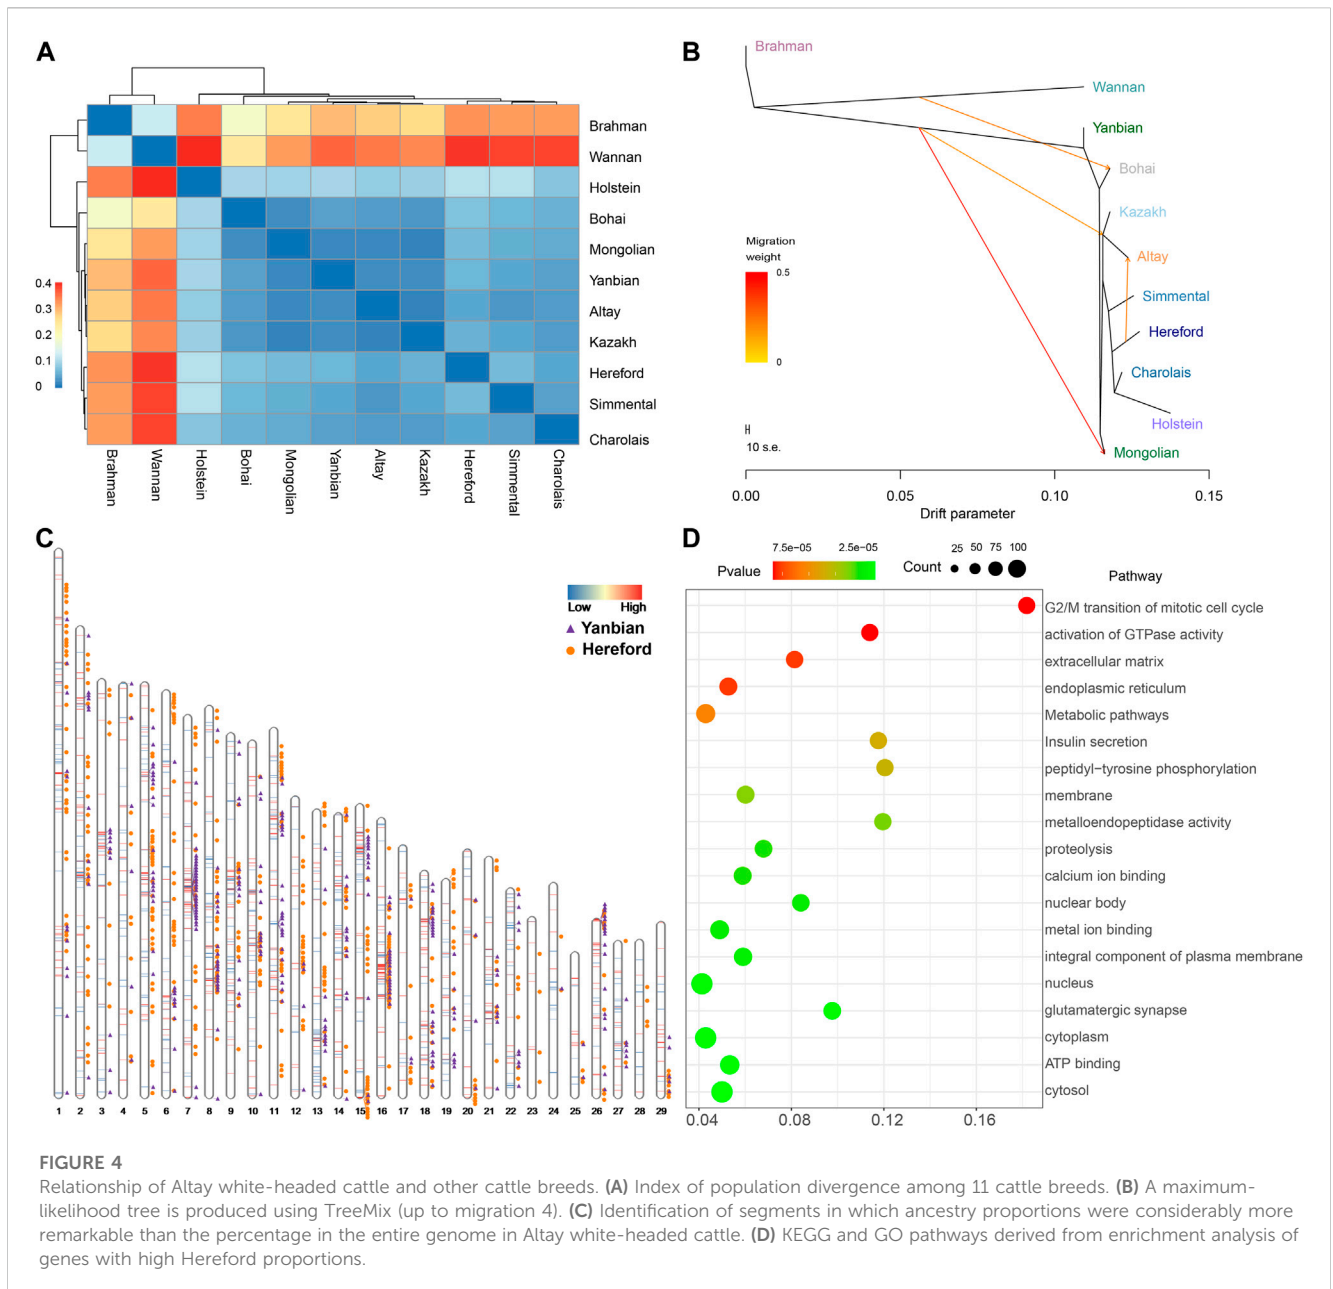 A
Brahman
Wannan
Holstein
Bohai
Mongolian
Yanbian
Altay
Kazakh
Hereford
Simmental
Charolais
0.4
0.3
0.2
0.1
0
Brahman
Wannan
Holstein
Bohai
Mongolian
Yanbian
Altay
Kazakh
Hereford
Simmental
Charolais
B
Brahman
Wannan
Yanbian
Bohai
Kazakh
Altay
Simmental
Hereford
Charolais
Holstein
Mongolian
Migration
weight
0.5
0
10 s.e.
0.00
0.05
0.10
0.15
Drift parameter
C
Low High
Yanbian
Hereford
1 2 3 4 5 6 7 8 9 10 11 12 13 14 15 16 17 18 19 20 21 22 23 24 25 26 27 28 29
D
7.5e−05 2.5e−05
Pvalue
25 50 75 100
Count
Pathway
G2/M transition of mitotic cell cycle
activation of GTPase activity
extracellular matrix
endoplasmic reticulum
Metabolic pathways
Insulin secretion
peptidyl−tyrosine phosphorylation
membrane
metalloendopeptidase activity
proteolysis
calcium ion binding
nuclear body
metal ion binding
integral component of plasma membrane
nucleus
glutamatergic synapse
cytoplasm
ATP binding
cytosol
0.04 0.08 0.12 0.16
FIGURE 4
Relationship of Altay white-headed cattle and other cattle breeds. (A) Index of population divergence among 11 cattle breeds. (B) A maximum-
likelihood tree is produced using TreeMix (up to migration 4). (C) Identification of segments in which ancestry proportions were considerably more
remarkable than the percentage in the entire genome in Altay white-headed cattle. (D) KEGG and GO pathways derived from enrichment analysis of
genes with high Hereford proportions.